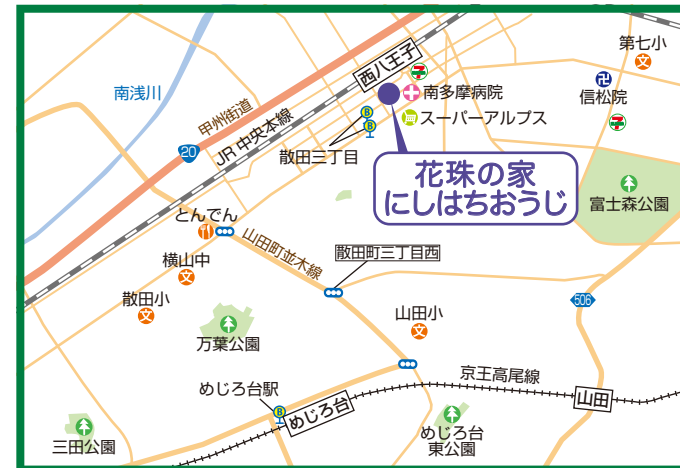 第七小
西八王子
南浅川
南多摩病院
信松院
甲州街道
スーパーアルプス
JR中央本線
20
散田三丁目
花珠の家
にしはちおうじ
富士森公園
とんでん
山田町並木線
散田町三丁目西
横山中
散田小
506
山田小
万葉公園
京王高尾線
めじろ台駅
山田
めじろ台
めじろ台
東公園
三田公園
文
文
文
文
B
B
B
7
7